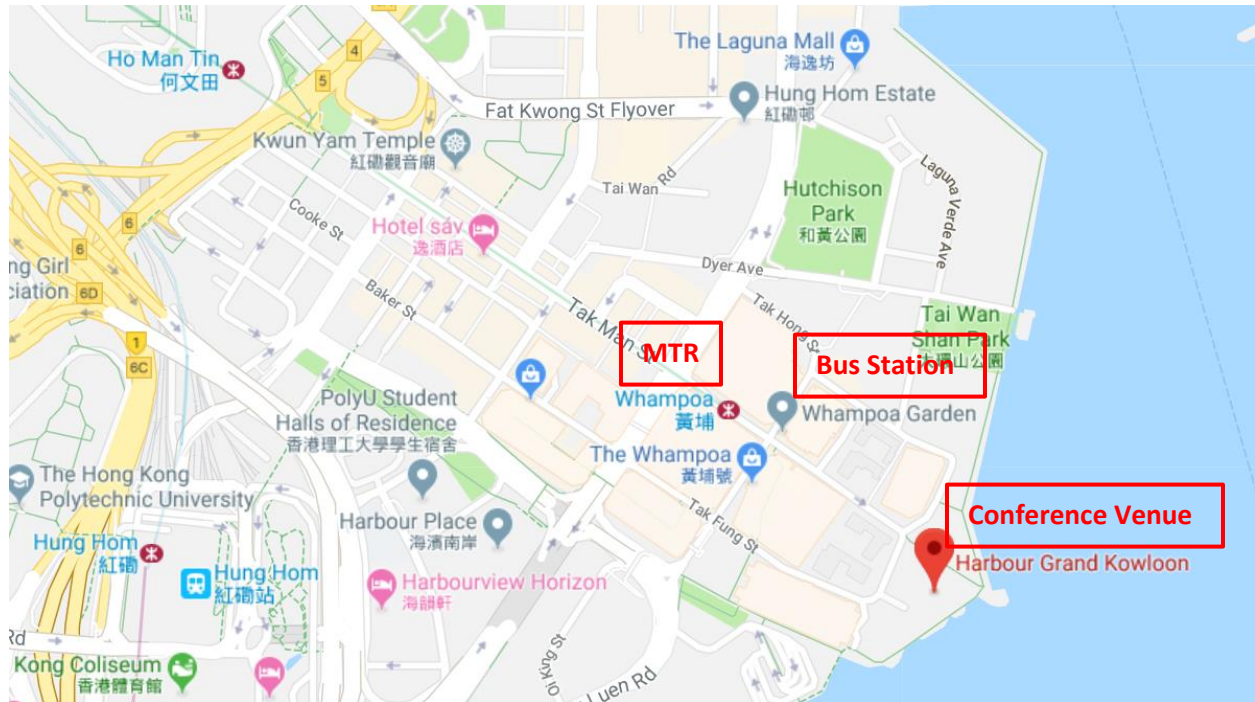 The Laguna Mall
海逸坊
Ho Man Tin
何文田
4
5
Fat Kwong St Flyover
Hung Hom Estate
紅磡邨
Kwun Yam Temple
紅磡觀音廟
Laguna Verde Ave
Tai Wan Rd
Hutchison
Park
和黃公園
Cooke St
6
Hotel sáv
逸酒店
6
ng Girl
ciation
6D
Dyer Ave
Baker St
Tak Man St
Tak Hong St
Tai Wan
Shan Park
大環山公園
1
6C
MTR
Bus Station
PolyU Student
Halls of Residence
香港理工大學學生宿舍
Whampoa
黃埔
Whampoa Garden
The Whampoa
黃埔號
The Hong Kong
Polytechnic University
Tak Fung St
Conference Venue
Harbour Place
海濱南岸
Hung Hom
紅磡
Harbour Grand Kowloon
Hung Hom
紅磡站
Harbourview Horizon
海韻軒
Rd
Kong Coliseum
香港體育館
Oi King St
Luen Rd